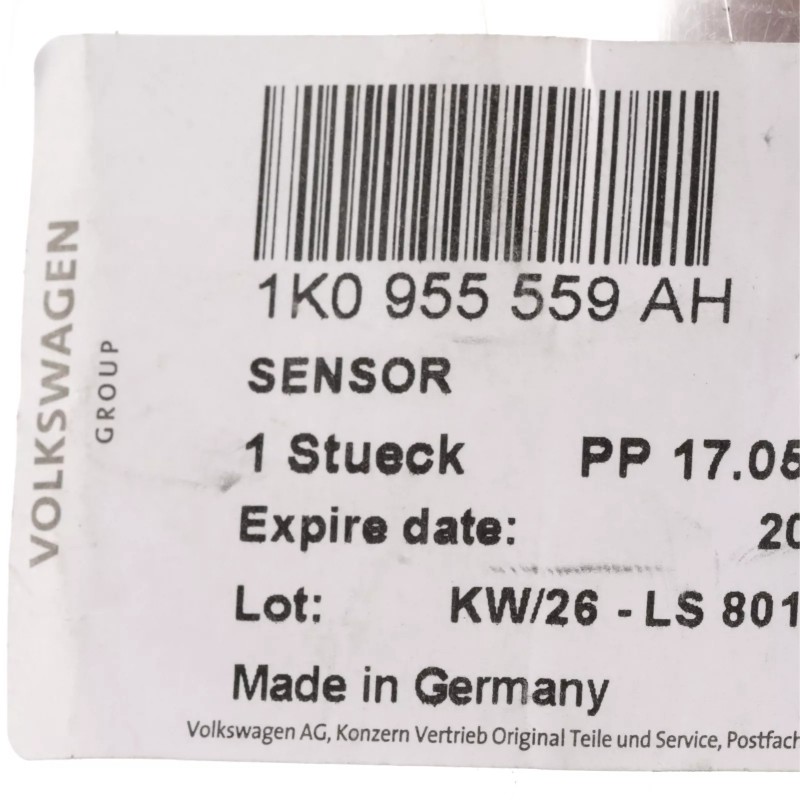 VOLKSWAGEN
GROUP
1K0 955 559 AH
SENSOR
1 Stueck PP 17.05
Expire date: 20
Lot: KW/26 - LS 801
Made in Germany
Volkswagen AG, Konzern Vertrieb Original Teile und Service, Postfach